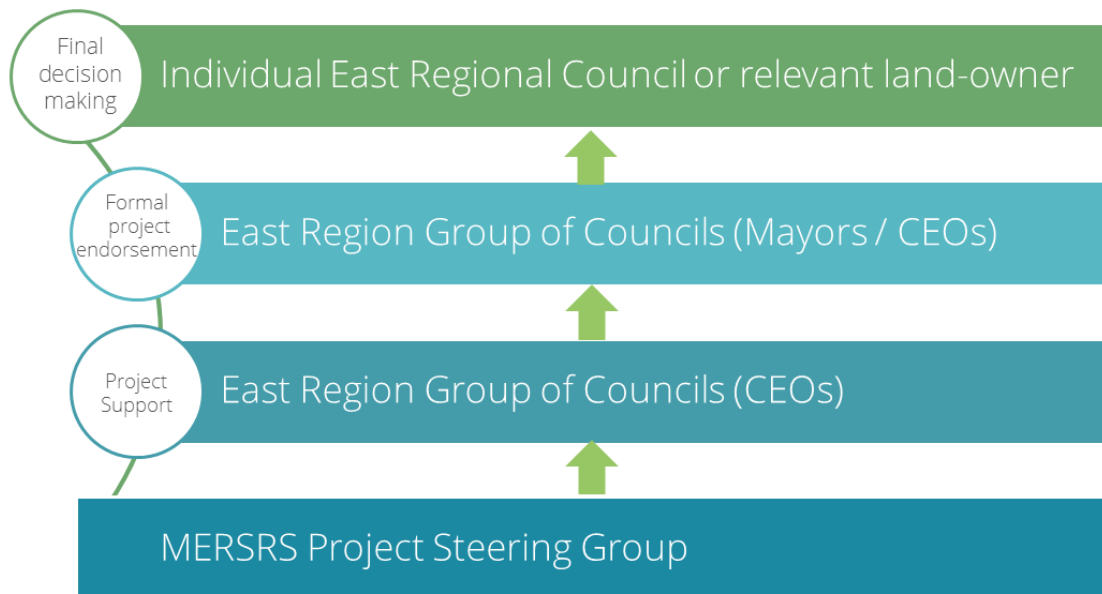 Final
decision
making
Individual East Regional Council or relevant land-owner
Formal
project
endorsement
East Region Group of Councils (Mayors / CEOs)
Project
Support
East Region Group of Councils (CEOs)
MERSRS Project Steering Group